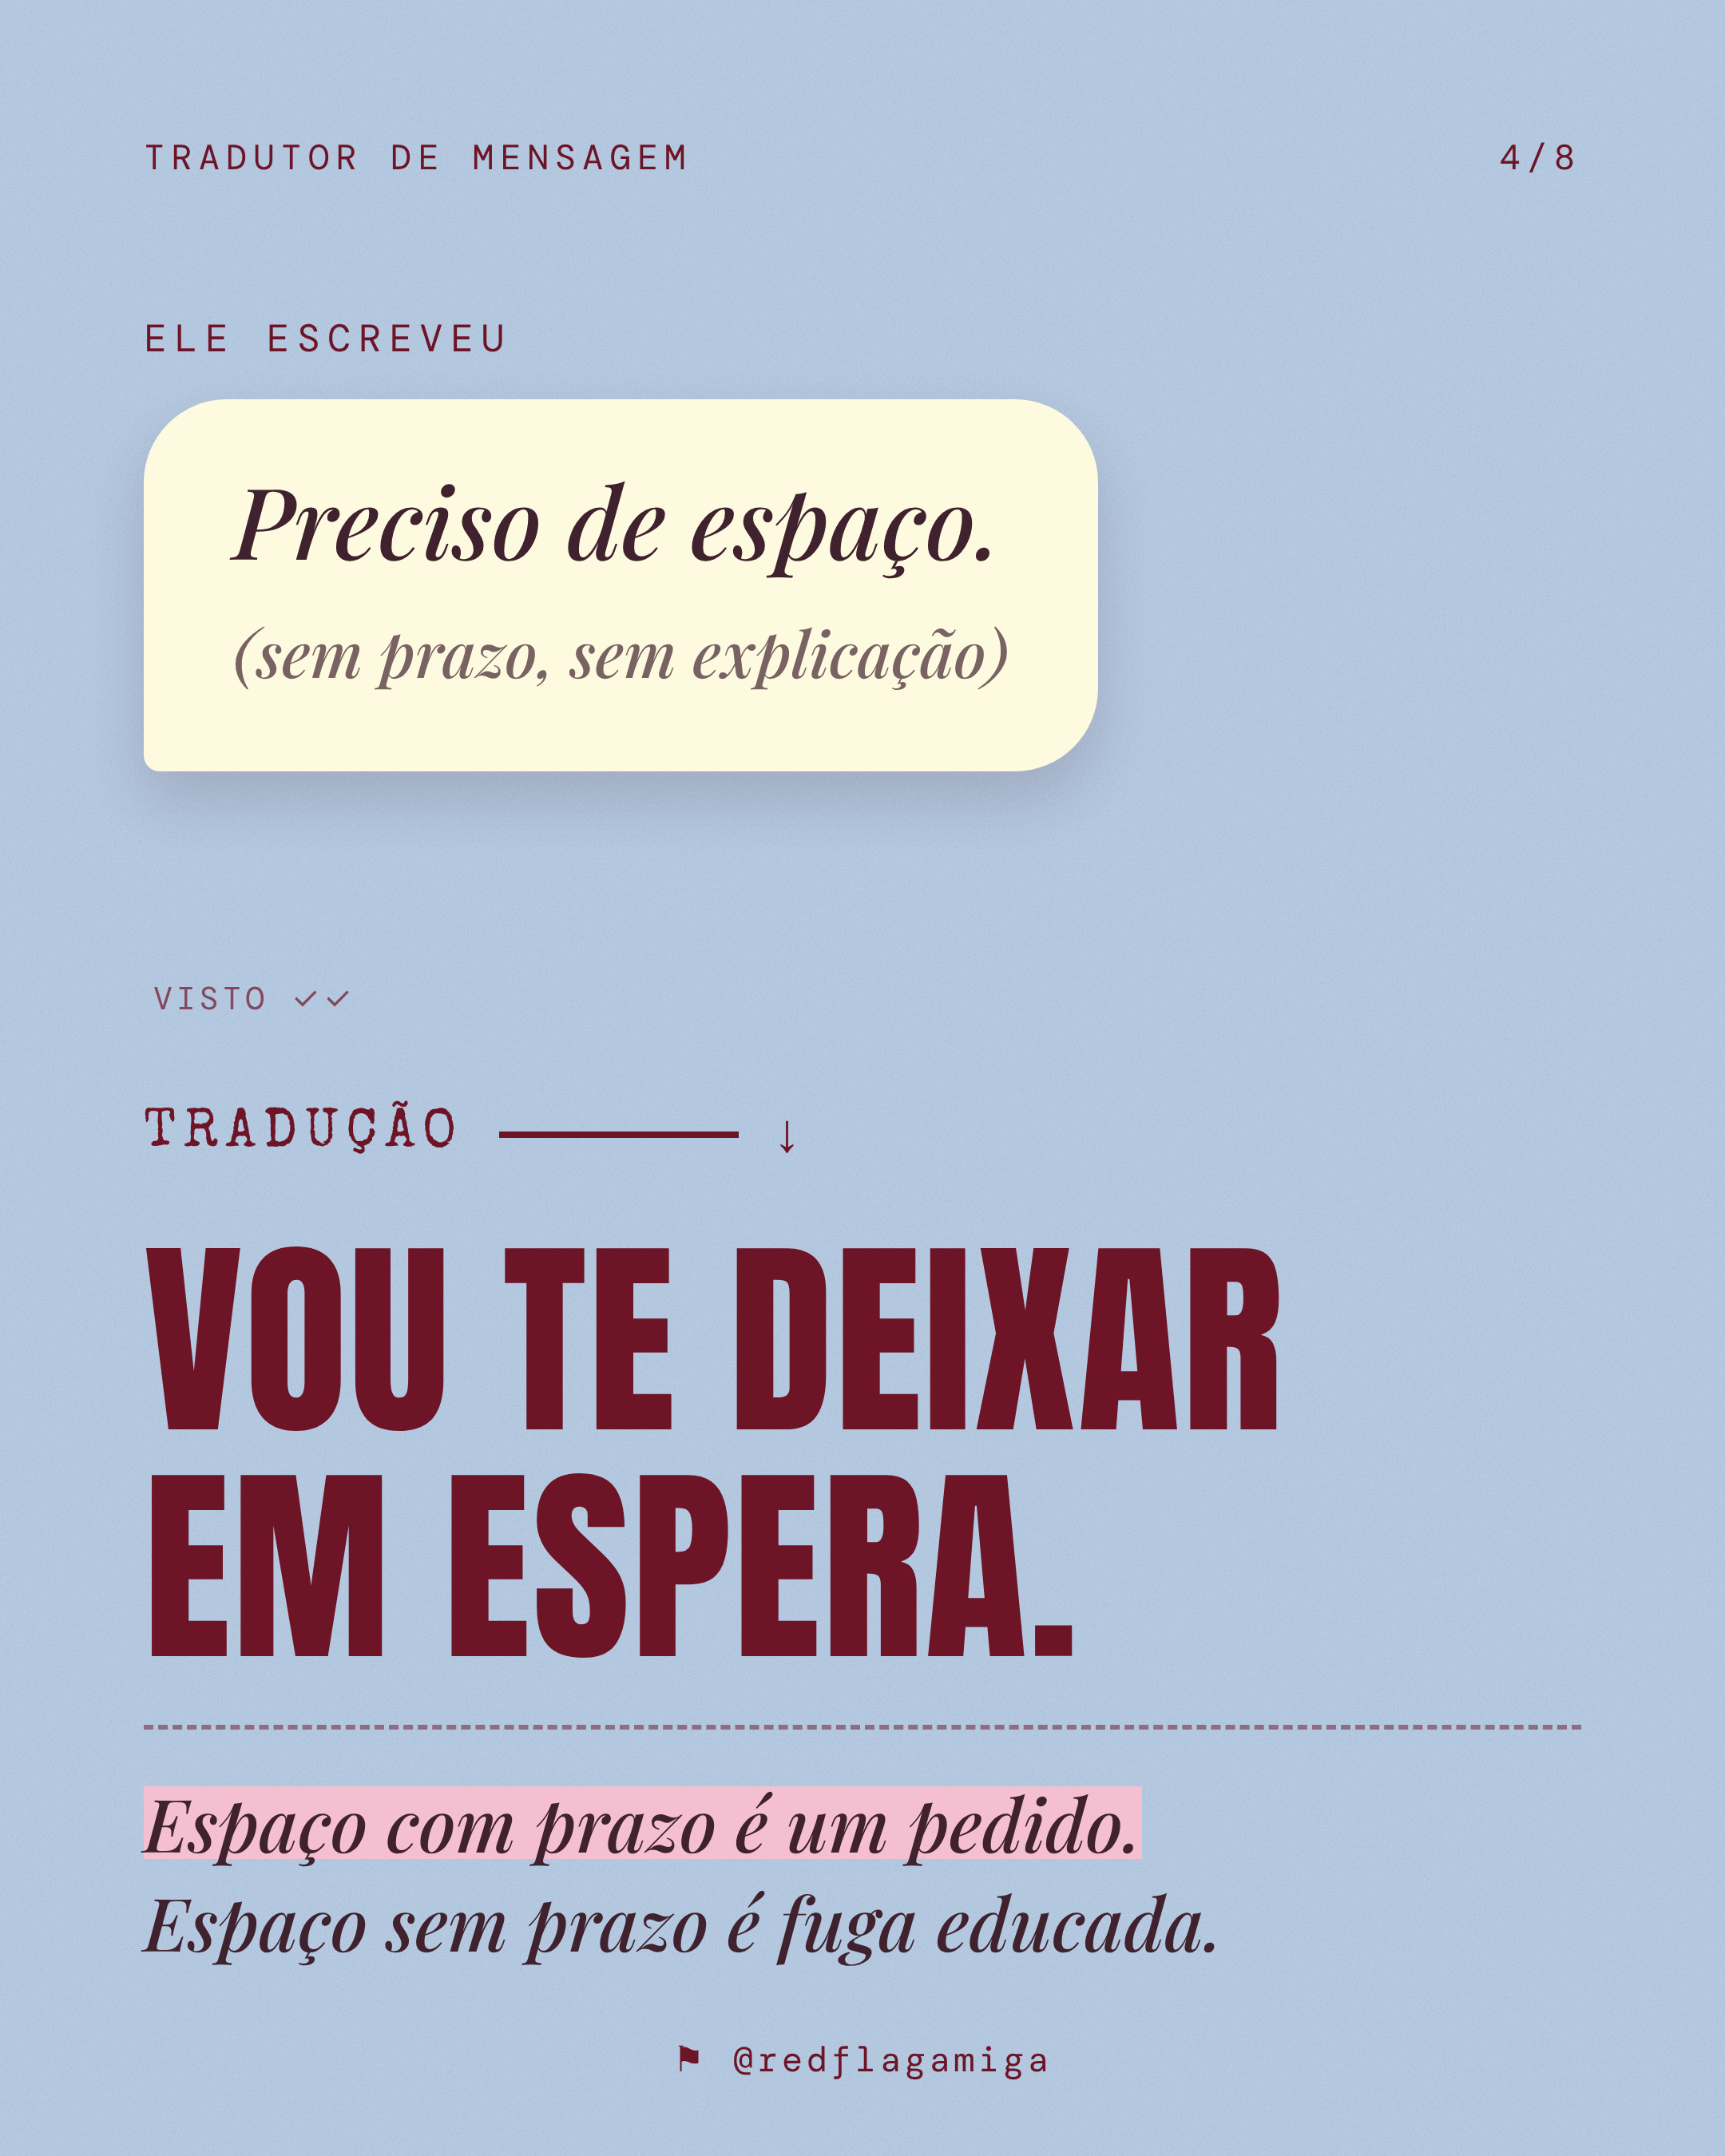 TRADUTOR DE MENSAGEM 4/8
ELE ESCREVEU
Preciso de espaço.
(sem prazo, sem explicação)
VISTO ✓✓
TRADUÇÃO ↓
VOU TE DEIXAR
EM ESPERA.
Espaço com prazo é um pedido.
Espaço sem prazo é fuga educada.
⚑ @redflagamiga